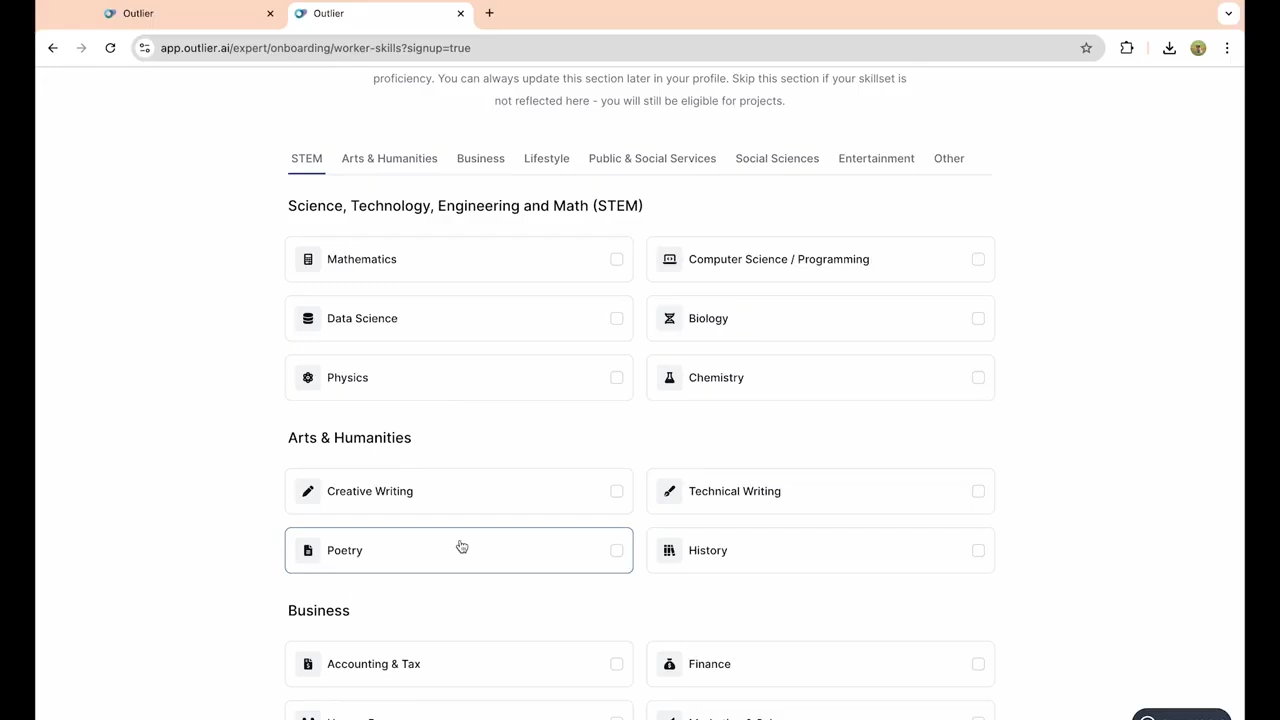 Outlier
Outlier
app.outlier.ai/expert/onboarding/worker-skills?signup=true
proficiency. You can always update this section later in your profile. Skip this section if your skillset is
not reflected here - you will still be eligible for projects.
STEM Arts & Humanities Business Lifestyle Public & Social Services Social Sciences Entertainment Other
Science, Technology, Engineering and Math (STEM)
Mathematics
Computer Science / Programming
Data Science
Biology
Physics
Chemistry
Arts & Humanities
Creative Writing
Technical Writing
Poetry
History
Business
Accounting & Tax
Finance